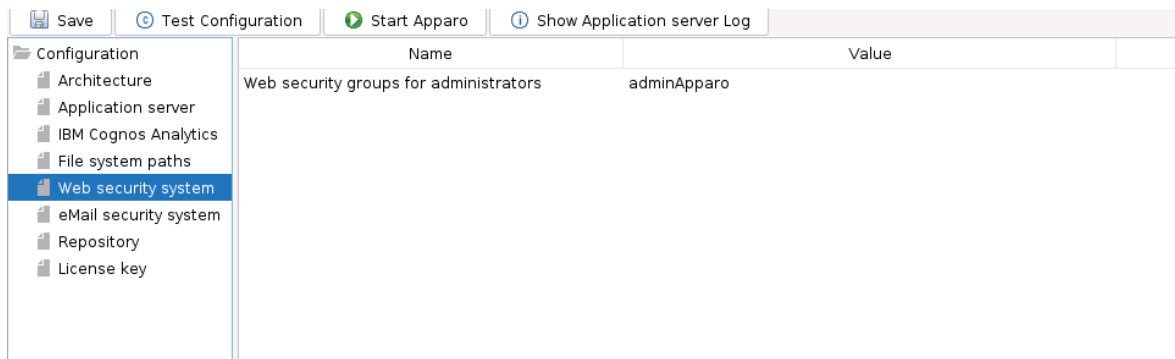 Save Test Configuration Start Apparo Show Application server Log
Configuration
Architecture
Application server
IBM Cognos Analytics
File system paths
Web security system
eMail security system
Repository
License key
Name Value
Web security groups for administrators adminApparo